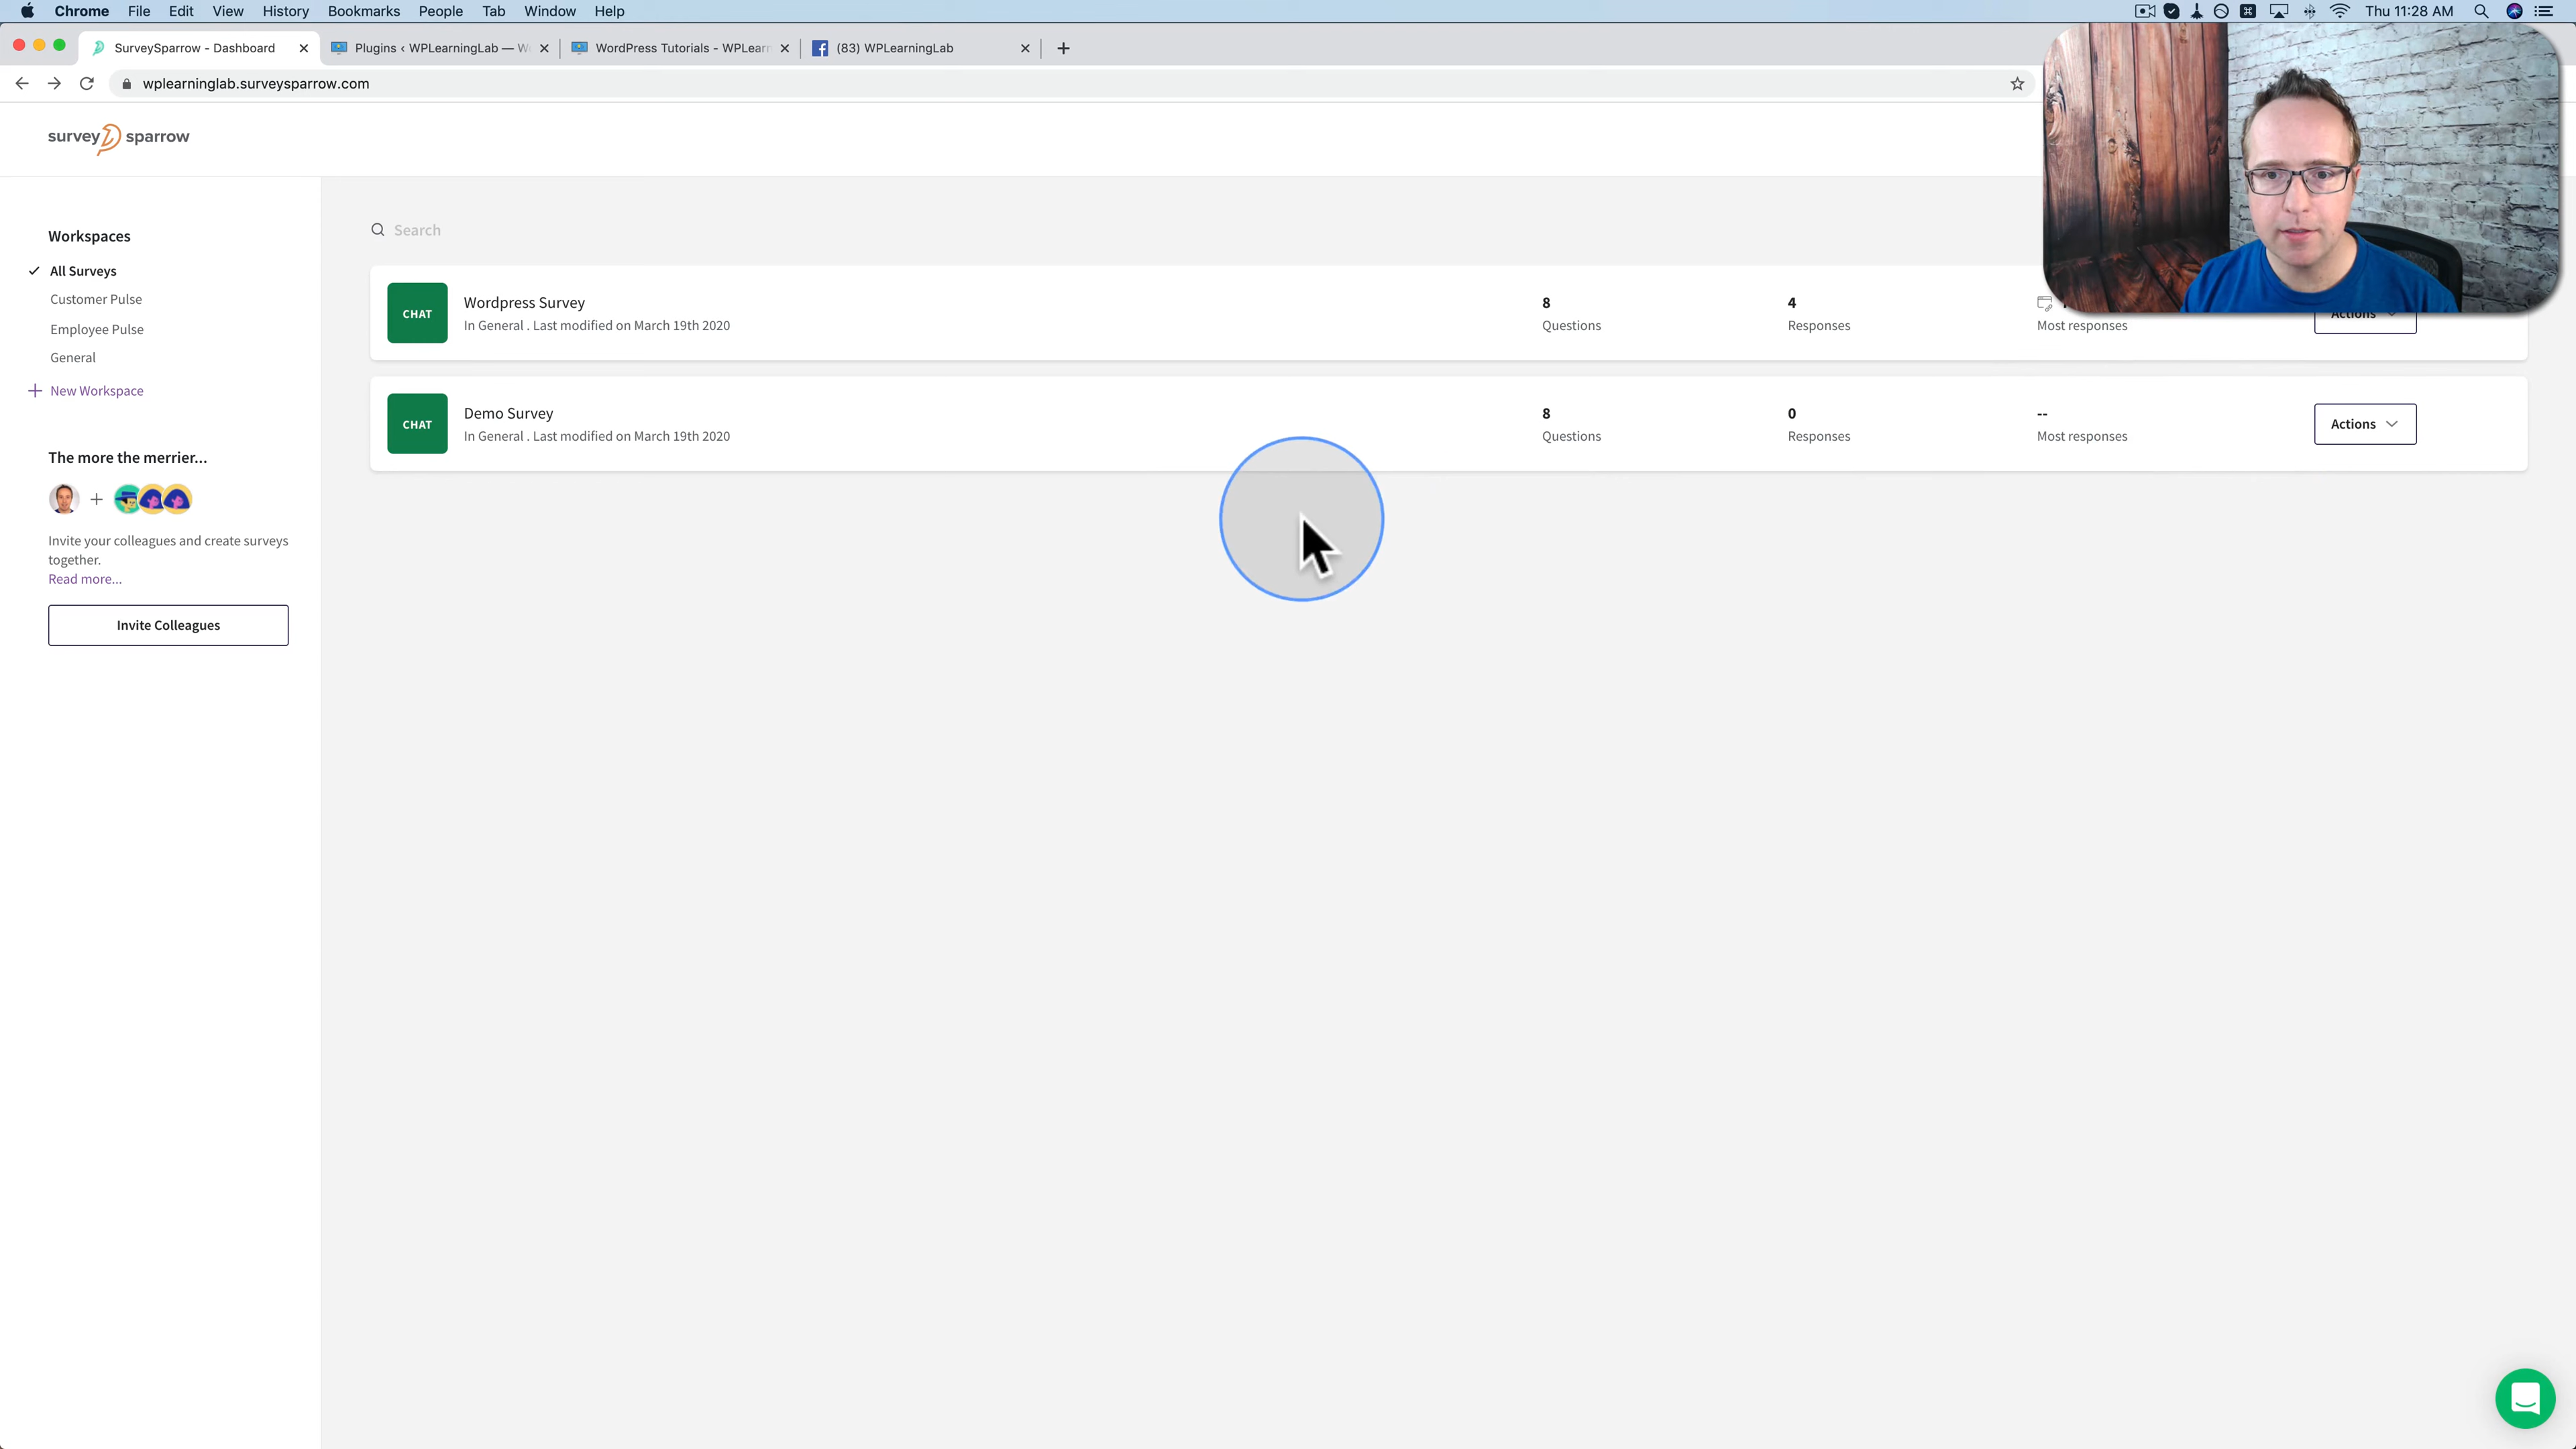 Chrome File Edit View History Bookmarks People Tab Window Help Thu 11:28 AM
SurveySparrow - Dashboard Plugins ‹ WPLearningLab — W WordPress Tutorials - WPLearn (83) WPLearningLab
wplearninglab.surveysparrow.com
survey sparrow
Workspaces
All Surveys
Customer Pulse
Employee Pulse
General
New Workspace
The more the merrier...
Invite your colleagues and create surveys
together.
Read more...
Invite Colleagues
Search
CHAT
Wordpress Survey
In General . Last modified on March 19th 2020
8
Questions
4
Responses
Most responses
Actions
CHAT
Demo Survey
In General . Last modified on March 19th 2020
8
Questions
0
Responses
--
Most responses
Actions